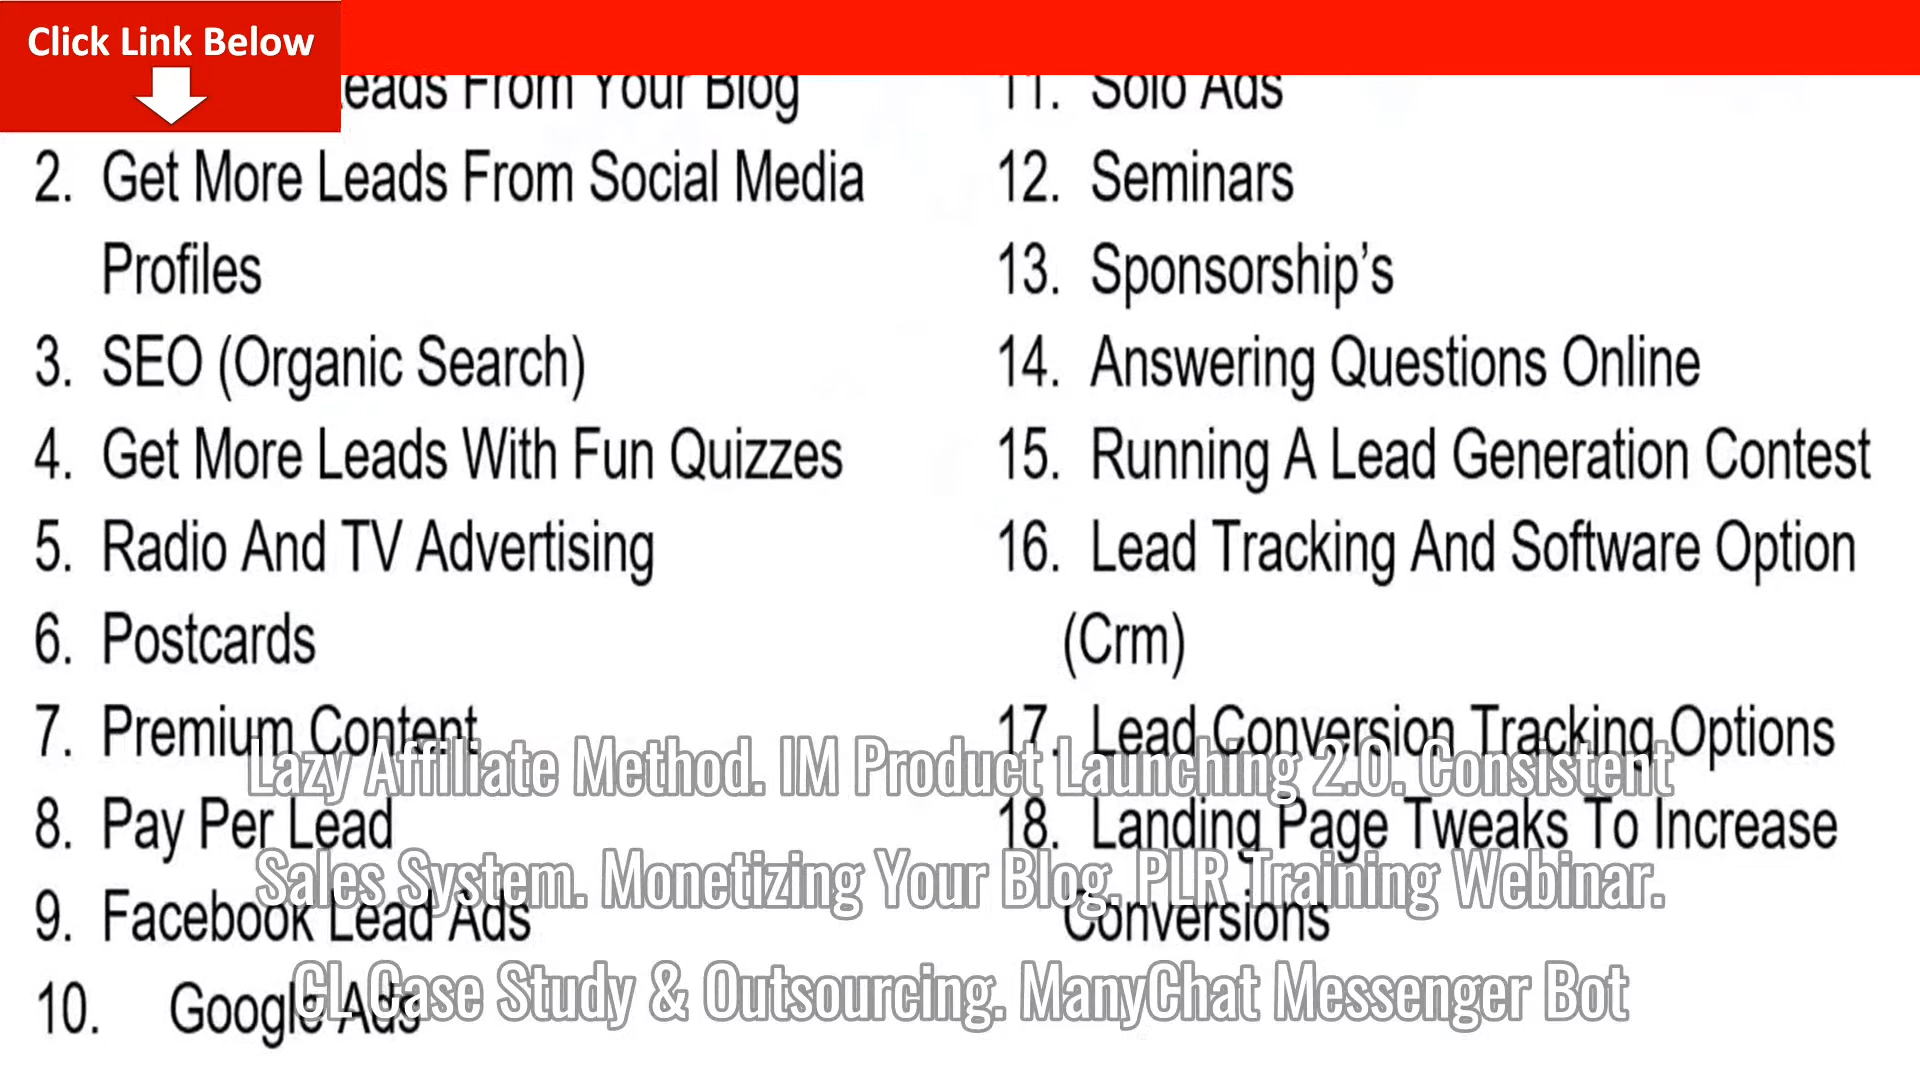 Click Link Below
eads From Your Blog
2. Get More Leads From Social Media
Profiles
3. SEO (Organic Search)
4. Get More Leads With Fun Quizzes
5. Radio And TV Advertising
6. Postcards
7. Premium Content
8. Pay Per Lead
9. Facebook Lead Ads
10. Google Ads
11. Solo Ads
12. Seminars
13. Sponsorship’s
14. Answering Questions Online
15. Running A Lead Generation Contest
16. Lead Tracking And Software Option
(Crm)
17. Lead Conversion Tracking Options
18. Landing Page Tweaks To Increase
Conversions
Lazy Affiliate Method. IM Product Launching 2.0. Consistent
Sales System. Monetizing Your Blog. PLR Training Webinar.
CL Case Study & Outsourcing. ManyChat Messenger Bot